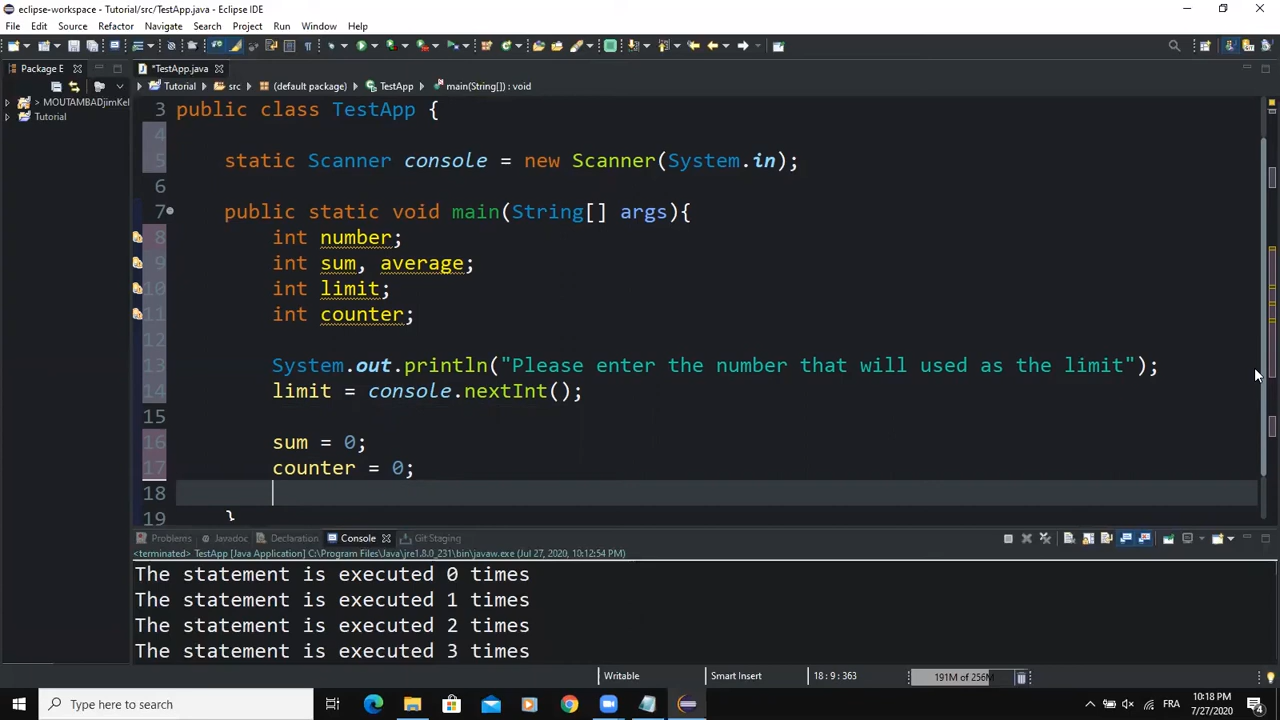 eclipse-workspace - Tutorial/src/TestApp.java - Eclipse IDE
File Edit Source Refactor Navigate Search Project Run Window Help
Package E *TestApp.java
Tutorial src (default package) TestApp main(String[]) : void
> MOUTAMBADjimKel
Tutorial
3 public class TestApp {
4
5 static Scanner console = new Scanner(System.in);
6
7 public static void main(String[] args){
8 int number;
9 int sum, average;
10 int limit;
11 int counter;
12
13 System.out.println("Please enter the number that will used as the limit");
14 limit = console.nextInt();
15
16 sum = 0;
17 counter = 0;
18
19 }
Problems Javadoc Declaration Console Git Staging
<terminated> TestApp [Java Application] C:\Program Files\Java\jre1.8.0_231\bin\javaw.exe (Jul 27, 2020, 10:12:54 PM)
The statement is executed 0 times
The statement is executed 1 times
The statement is executed 2 times
The statement is executed 3 times
Writable Smart Insert 18 : 9 : 363 191M of 256M
Type here to search
FRA
10:18 PM
7/27/2020
4